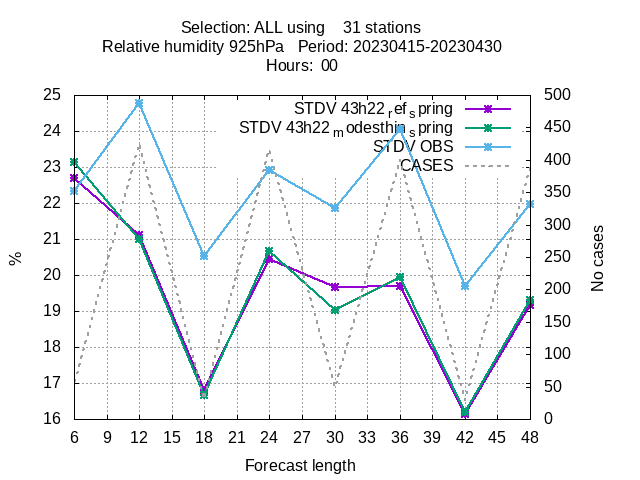 Selection: ALL using    31 stations
Relative humidity 925hPa   Period: 20230415-20230430
Hours:  00
25 500
STDV 43h22 ref spring
24 450
STDV 43h22 modesthin spring
STDV OBS
23 400
CASES
22 350
21 300
250
20 200
19 150
18 100
17 50
16 0
%
No cases
6 9 12 15 18 21 24 27 30 33 36 39 42 45 48
Forecast length